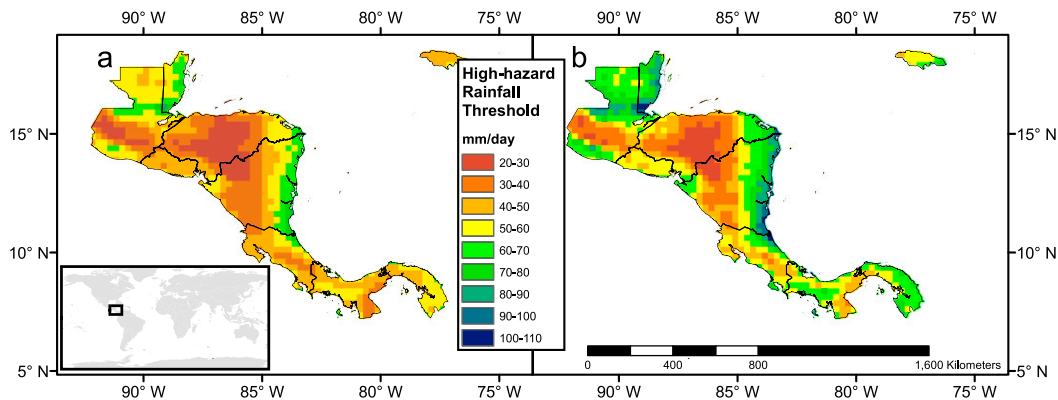 90° W 85° W 80° W 75° W 90° W 85° W 80° W 75° W
a
b
High-hazard
Rainfall
Threshold
mm/day
20-30
30-40
40-50
50-60
60-70
70-80
80-90
90-100
100-110
15° N
10° N
5° N
15° N
10° N
5° N
0 400 800 1,600 Kilometers
90° W 85° W 80° W 90° W 85° W 80° W 75° W